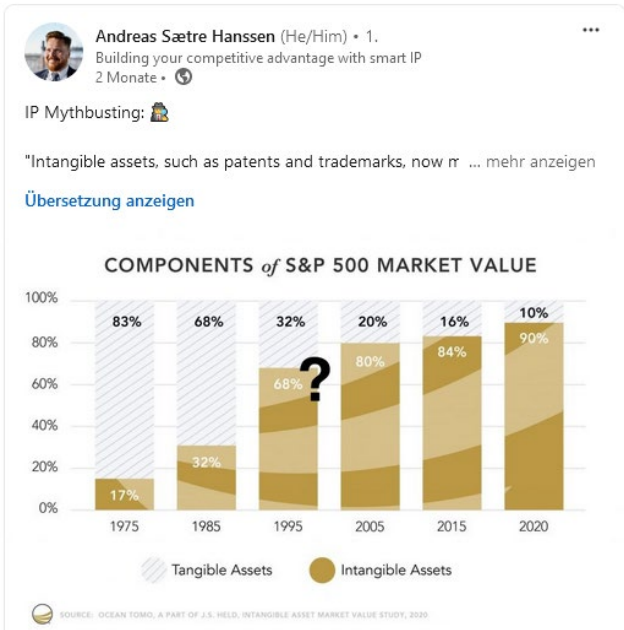 Andreas Sætre Hanssen (He/Him) • 1.
Building your competitive advantage with smart IP
2 Monate •
IP Mythbusting:
"Intangible assets, such as patents and trademarks, now m ... mehr anzeigen
Übersetzung anzeigen
COMPONENTS of S&P 500 MARKET VALUE
100%
83% 68% 32% 20% 16% 10%
80%
68% ? 80% 84% 90%
60%
40%
32%
20%
17%
0%
1975 1985 1995 2005 2015 2020
Tangible Assets Intangible Assets
SOURCE: OCEAN TOMO, A PART OF J.S. HELD, INTANGIBLE ASSET MARKET VALUE STUDY, 2020